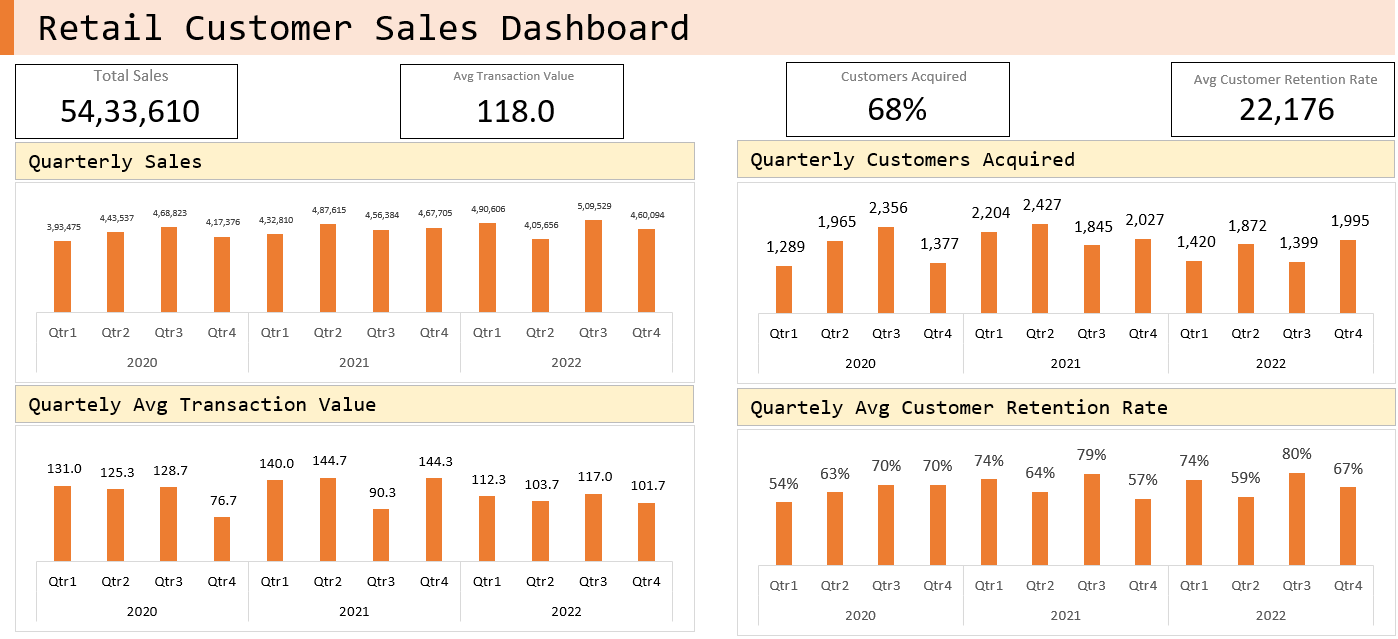 Retail Customer Sales Dashboard
Total Sales
54,33,610
Avg Transaction Value
118.0
Customers Acquired
68%
Avg Customer Retention Rate
22,176
Quarterly Sales
3,93,475 4,43,537 4,68,823 4,17,376 4,32,810 4,87,615 4,56,384 4,67,705 4,90,606 4,05,656 5,09,529 4,60,094
Qtr1 Qtr2 Qtr3 Qtr4 Qtr1 Qtr2 Qtr3 Qtr4 Qtr1 Qtr2 Qtr3 Qtr4
2020 2021 2022
Quarterly Customers Acquired
1,289 1,965 2,356 1,377 2,204 2,427 1,845 2,027 1,420 1,872 1,399 1,995
Qtr1 Qtr2 Qtr3 Qtr4 Qtr1 Qtr2 Qtr3 Qtr4 Qtr1 Qtr2 Qtr3 Qtr4
2020 2021 2022
Quartely Avg Transaction Value
131.0 125.3 128.7 76.7 140.0 144.7 90.3 144.3 112.3 103.7 117.0 101.7
Qtr1 Qtr2 Qtr3 Qtr4 Qtr1 Qtr2 Qtr3 Qtr4 Qtr1 Qtr2 Qtr3 Qtr4
2020 2021 2022
Quartely Avg Customer Retention Rate
54% 63% 70% 70% 74% 64% 79% 57% 74% 59% 80% 67%
Qtr1 Qtr2 Qtr3 Qtr4 Qtr1 Qtr2 Qtr3 Qtr4 Qtr1 Qtr2 Qtr3 Qtr4
2020 2021 2022